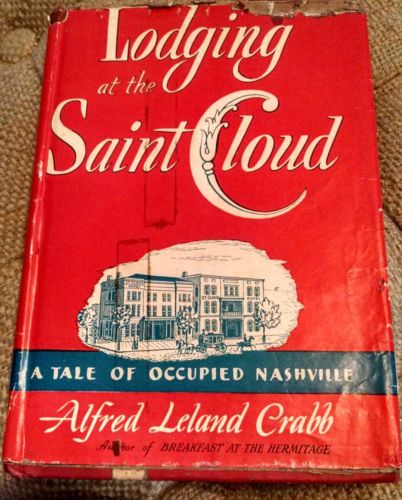 Lodging
at the
Saint Cloud
A TALE OF OCCUPIED NASHVILLE
Alfred Leland Crabb
Author of BREAKFAST AT THE HERMITAGE